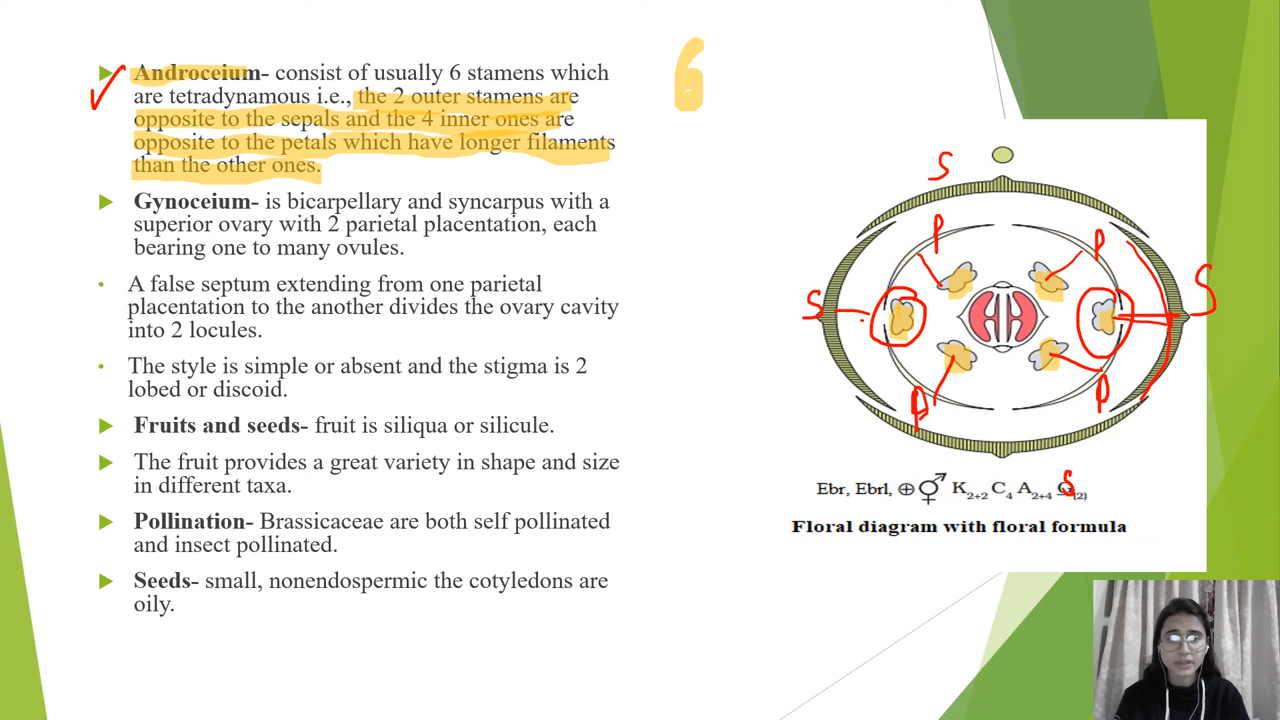 Androceium- consist of usually 6 stamens which
are tetradynamous i.e., the 2 outer stamens are
opposite to the sepals and the 4 inner ones are
opposite to the petals which have longer filaments
than the other ones.
Gynoceium- is bicarpellary and syncarpus with a
superior ovary with 2 parietal placentation, each
bearing one to many ovules.
• A false septum extending from one parietal
placentation to the another divides the ovary cavity
into 2 locules.
• The style is simple or absent and the stigma is 2
lobed or discoid.
Fruits and seeds- fruit is siliqua or silicule.
The fruit provides a great variety in shape and size
in different taxa.
Pollination- Brassicaceae are both self pollinated
and insect pollinated.
Seeds- small, nonendospermic the cotyledons are
oily.
6
S
P P
S S
P P
S
Ebr, Ebrl, ⊕ ⚥ K2+2 C4 A2+4 (2)
Floral diagram with floral formula